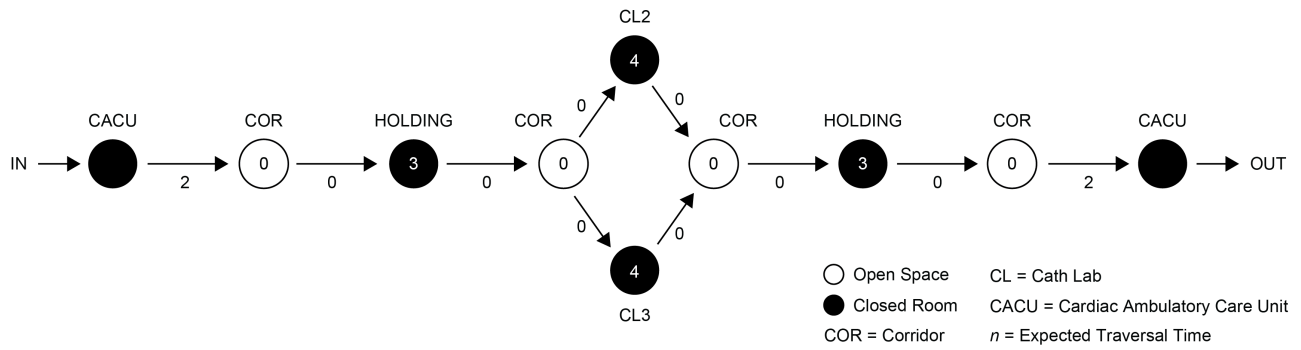 CL2
4
0
0
CACU
COR
HOLDING
COR
COR
HOLDING
COR
CACU
IN
0
3
0
0
3
0
OUT
2
0
0
0
0
2
0
0
4
CL3
Open Space
CL = Cath Lab
Closed Room
CACU = Cardiac Ambulatory Care Unit
COR = Corridor
n = Expected Traversal Time